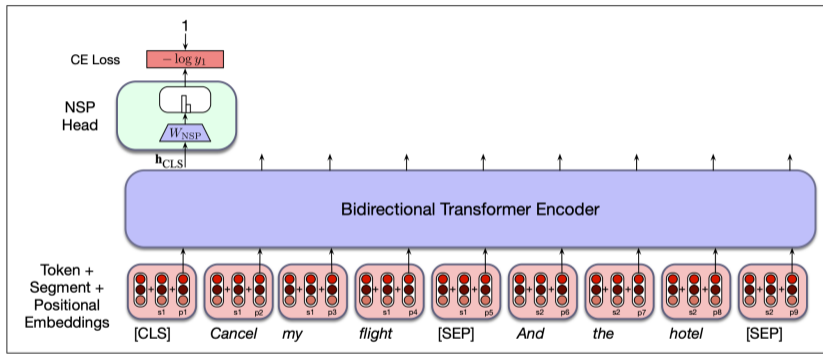 1
CE Loss
− log y₁
NSP
Head
W_NSP
h_CLS
Bidirectional Transformer Encoder
Token +
Segment +
Positional
Embeddings
+ + + + + + + + + + + + + + + + + +
s1 p1 s1 p2 s1 p3 s1 p4 s1 p5 s2 p6 s2 p7 s2 p8 s2 p9
[CLS] Cancel my flight [SEP] And the hotel [SEP]